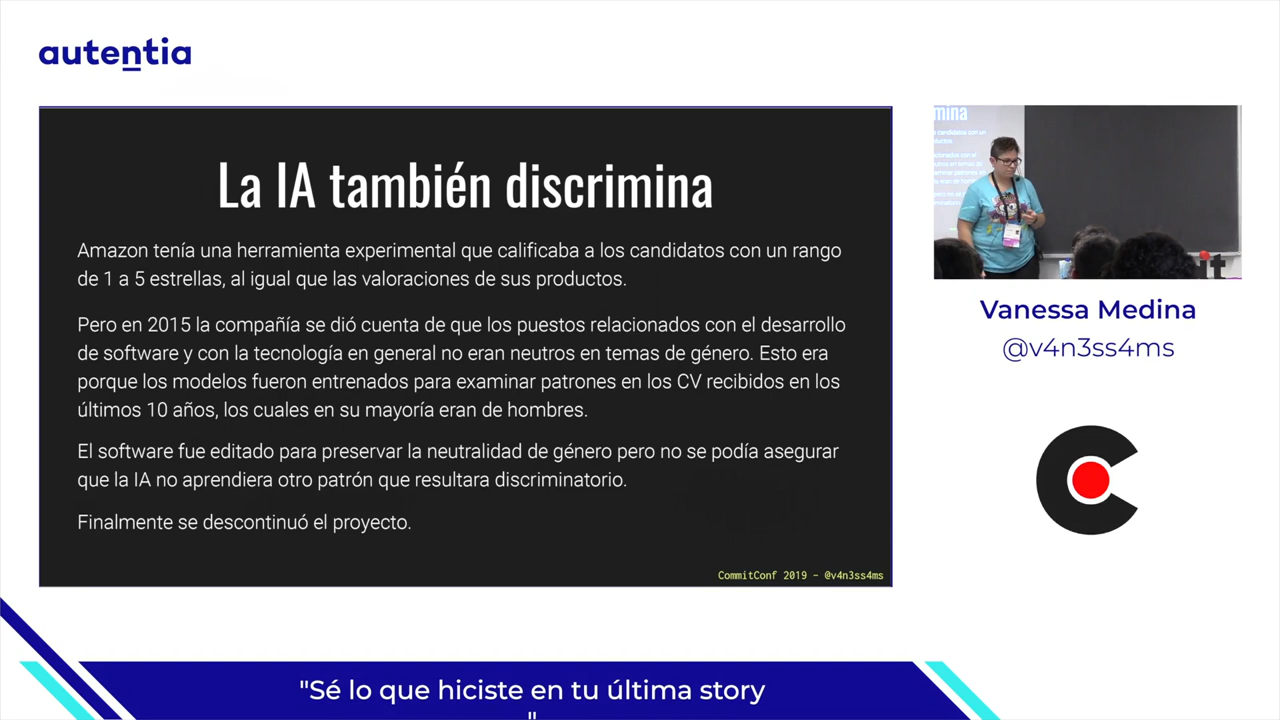 autentia
La IA también discrimina
Amazon tenía una herramienta experimental que calificaba a los candidatos con un rango
de 1 a 5 estrellas, al igual que las valoraciones de sus productos.
Pero en 2015 la compañía se dió cuenta de que los puestos relacionados con el desarrollo
de software y con la tecnología en general no eran neutros en temas de género. Esto era
porque los modelos fueron entrenados para examinar patrones en los CV recibidos en los
últimos 10 años, los cuales en su mayoría eran de hombres.
El software fue editado para preservar la neutralidad de género pero no se podía asegurar
que la IA no aprendiera otro patrón que resultara discriminatorio.
Finalmente se descontinuó el proyecto.
CommitConf 2019 - @v4n3ss4ms
Vanessa Medina
@v4n3ss4ms
"Sé lo que hiciste en tu última story
"